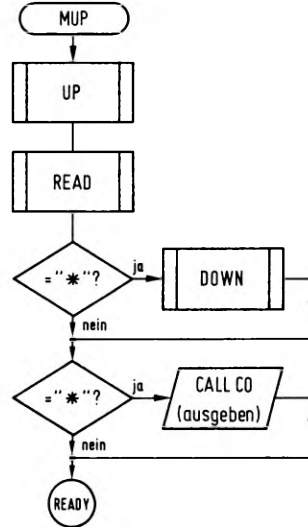 MUP
UP
READ
="*"?
ja
DOWN
nein
="*"?
ja
CALL CO
(ausgeben)
nein
READY